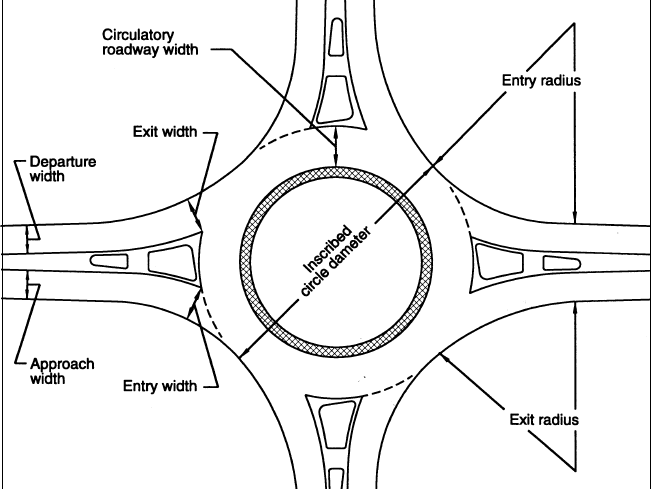 Circulatory
roadway width
Entry radius
Exit width
Departure
width
Inscribed
circle dameter
Approach
width
Entry width
Exit radius